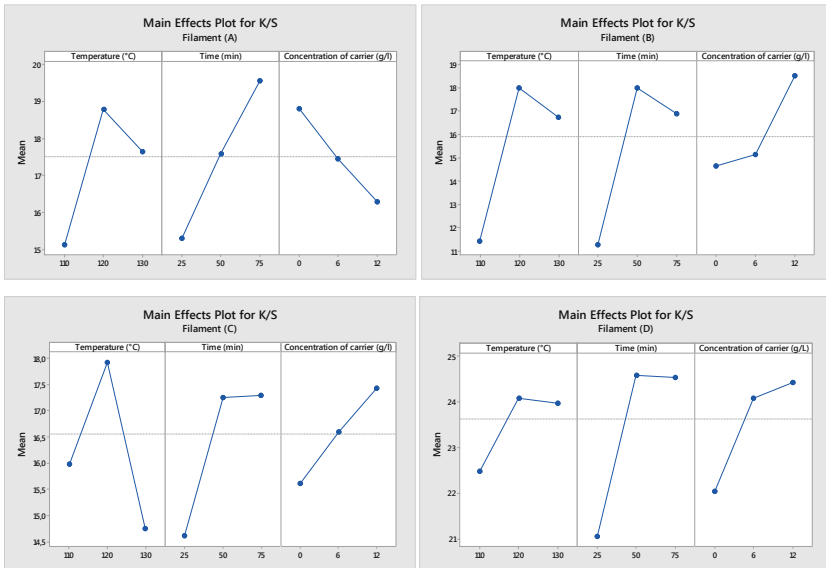 Main Effects Plot for K/S
Filament (A)
Temperature (°C) Time (min) Concentration of carrier (g/l)
20
19
18
17
16
15
Mean
110 120 130 25 50 75 0 6 12
Main Effects Plot for K/S
Filament (B)
Temperature (°C) Time (min) Concentration of carrier (g/l)
19
18
17
16
15
14
13
12
11
Mean
110 120 130 25 50 75 0 6 12
Main Effects Plot for K/S
Filament (C)
Temperature (°C) Time (min) Concentration of carrier (g/l)
18,0
17,5
17,0
16,5
16,0
15,5
15,0
14,5
Mean
110 120 130 25 50 75 0 6 12
Main Effects Plot for K/S
Filament (D)
Temperature (°C) Time (min) Concentration of carrier (g/L)
25
24
23
22
21
Mean
110 120 130 25 50 75 0 6 12